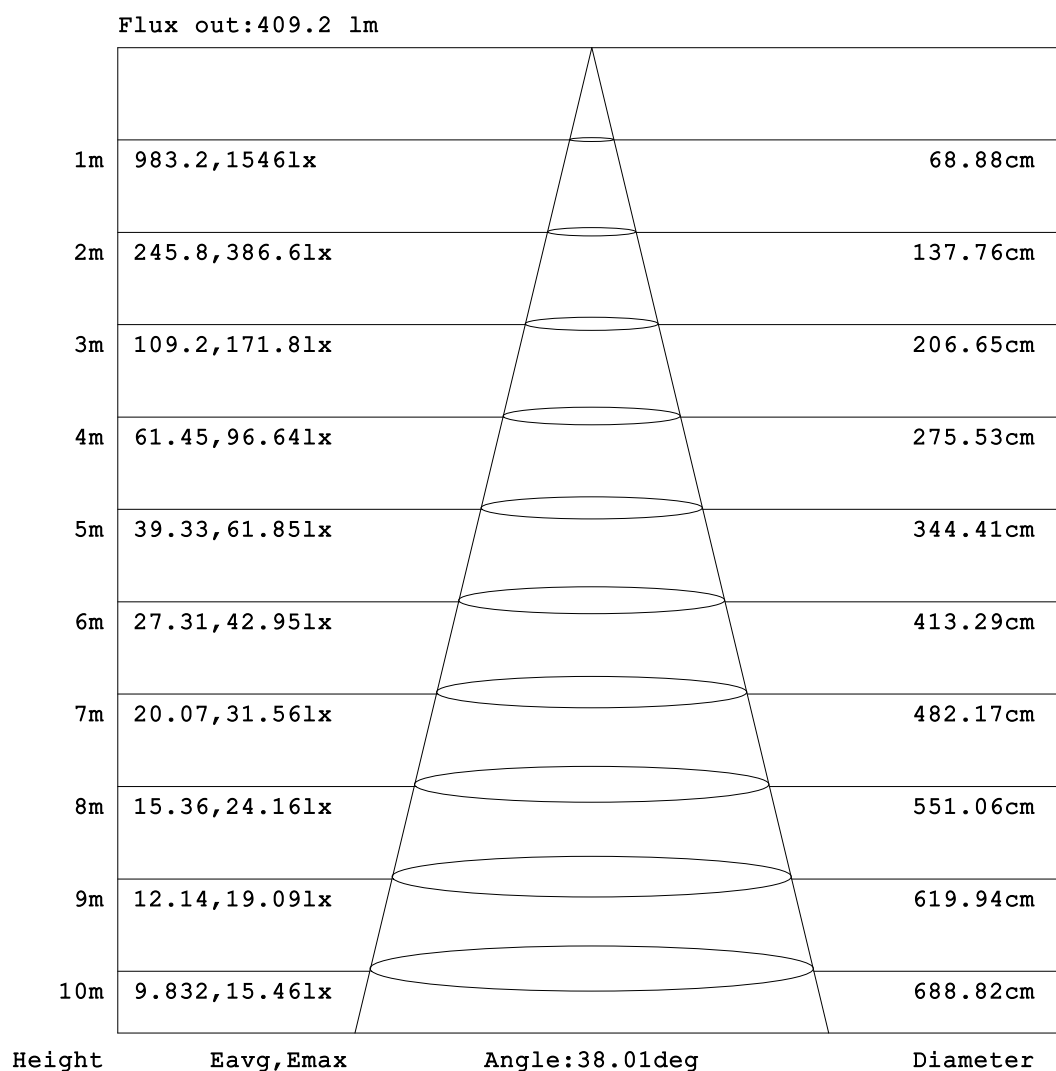 Flux out:409.2 lm
1m 983.2,1546lx 68.88cm
2m 245.8,386.6lx 137.76cm
3m 109.2,171.8lx 206.65cm
4m 61.45,96.64lx 275.53cm
5m 39.33,61.85lx 344.41cm
6m 27.31,42.95lx 413.29cm
7m 20.07,31.56lx 482.17cm
8m 15.36,24.16lx 551.06cm
9m 12.14,19.09lx 619.94cm
10m 9.832,15.46lx 688.82cm
Height Eavg,Emax Angle:38.01deg Diameter